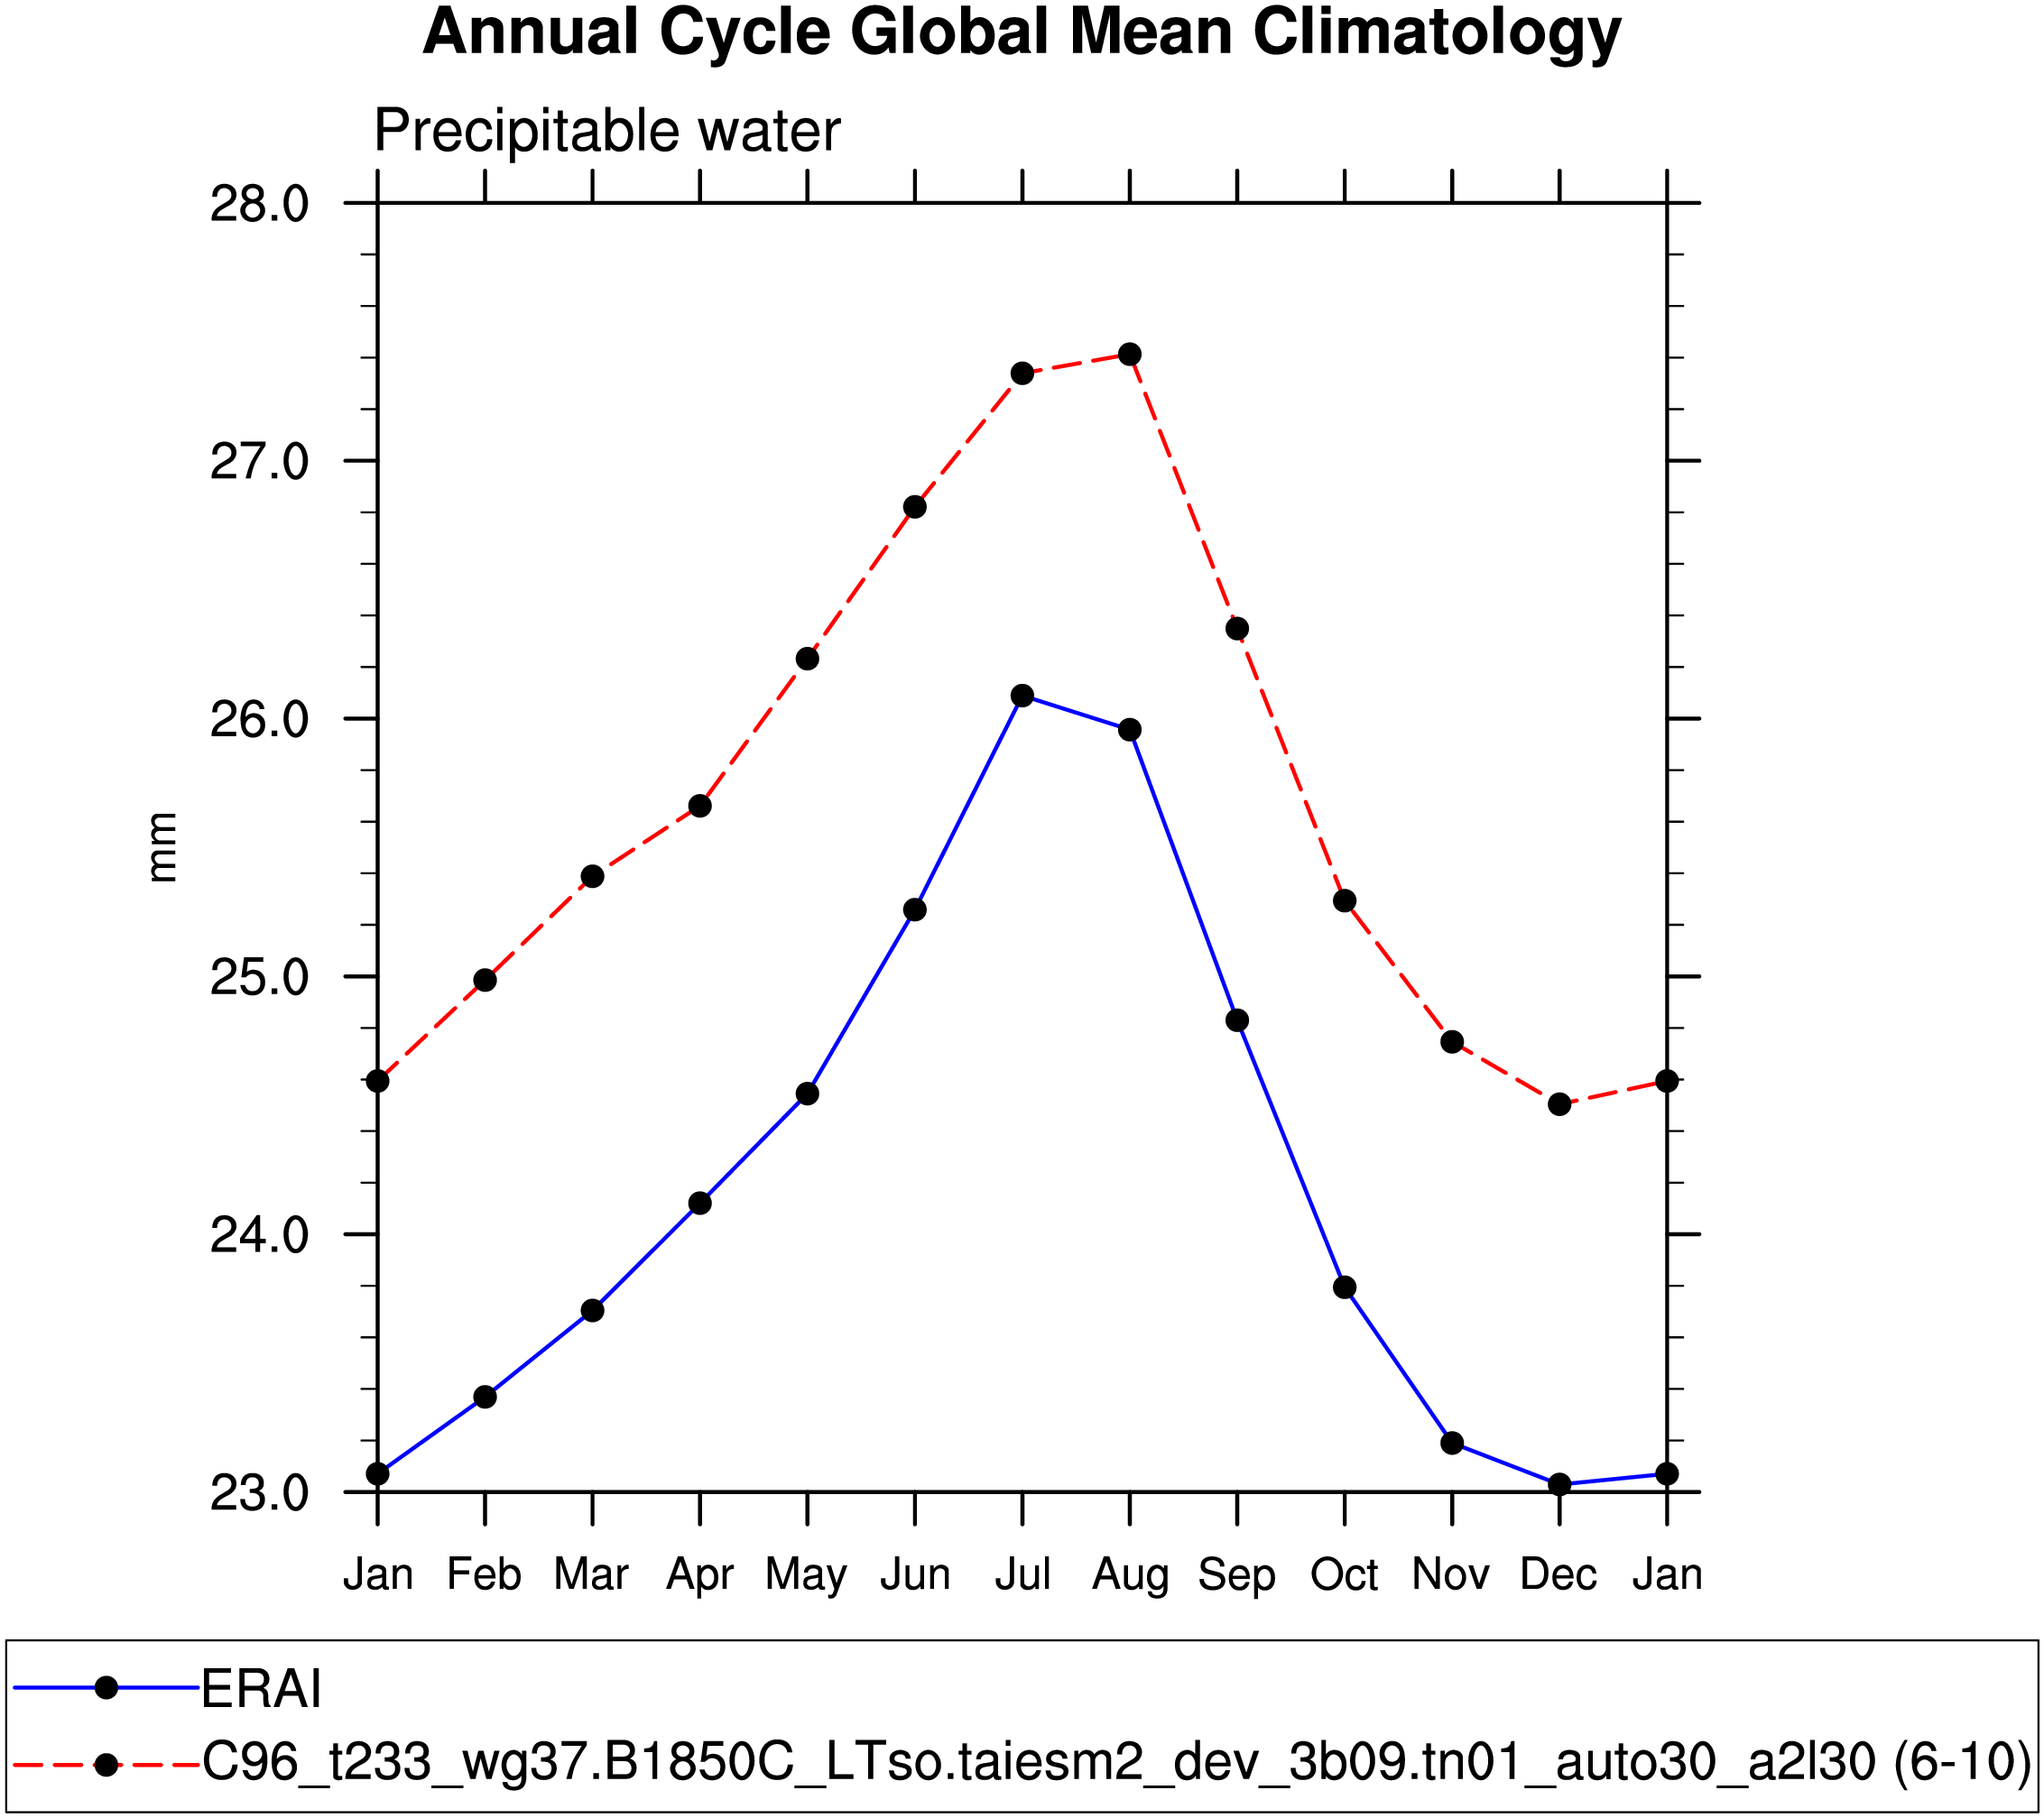 Annual Cycle Global Mean Climatology
Precipitable water
28.0
27.0
26.0
25.0
24.0
23.0
mm
Jan Feb Mar Apr May Jun Jul Aug Sep Oct Nov Dec Jan
ERAI
C96_t233_wg37.B1850C_LTso.taiesm2_dev_3b09.tn01_auto30_a2l30 (6-10)